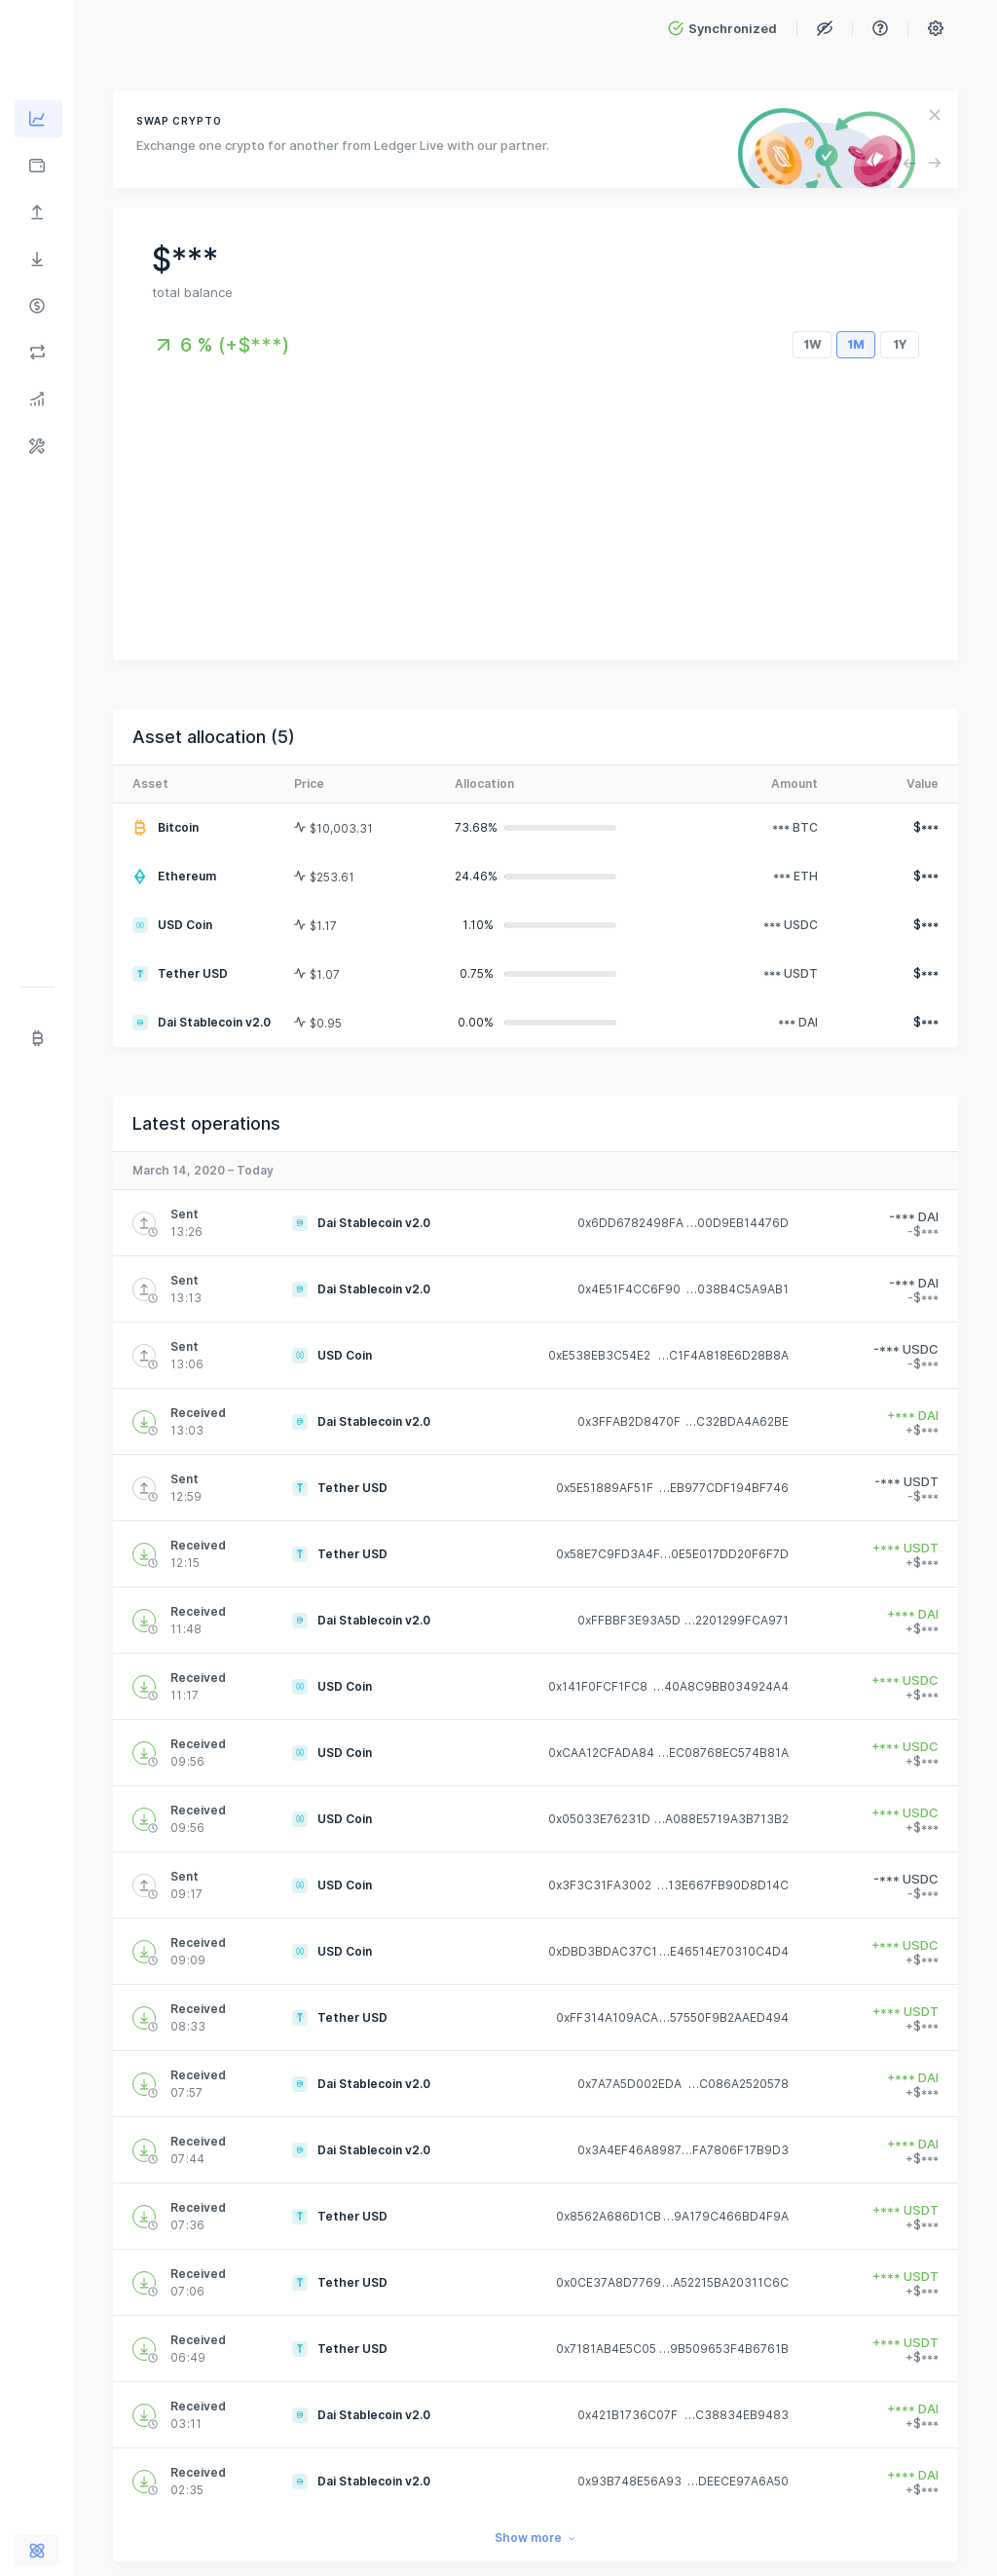 Synchronized
SWAP CRYPTO
Exchange one crypto for another from Ledger Live with our partner.
$***
total balance
6 % (+$***)
1W 1M 1Y
Asset allocation (5)
Asset Price Allocation Amount Value
Bitcoin $10,003.31 73.68% *** BTC $***
Ethereum $253.61 24.46% *** ETH $***
USD Coin $1.17 1.10% *** USDC $***
Tether USD $1.07 0.75% *** USDT $***
Dai Stablecoin v2.0 $0.95 0.00% *** DAI $***
Latest operations
March 14, 2020 – Today
Sent
13:26
Dai Stablecoin v2.0 0x6DD6782498FA …00D9EB14476D
-*** DAI
-$***
Sent
13:13
Dai Stablecoin v2.0 0x4E51F4CC6F90 …038B4C5A9AB1
-*** DAI
-$***
Sent
13:06
USD Coin 0xE538EB3C54E2 …C1F4A818E6D28B8A
-*** USDC
-$***
Received
13:03
Dai Stablecoin v2.0 0x3FFAB2D8470F …C32BDA4A62BE
+*** DAI
+$***
Sent
12:59
Tether USD 0x5E51889AF51F …EB977CDF194BF746
-*** USDT
-$***
Received
12:15
Tether USD 0x58E7C9FD3A4F…0E5E017DD20F6F7D
+*** USDT
+$***
Received
11:48
Dai Stablecoin v2.0 0xFFBBF3E93A5D …2201299FCA971
+*** DAI
+$***
Received
11:17
USD Coin 0x141F0FCF1FC8 …40A8C9BB034924A4
+*** USDC
+$***
Received
09:56
USD Coin 0xCAA12CFADA84 …EC08768EC574B81A
+*** USDC
+$***
Received
09:56
USD Coin 0x05033E76231D …A088E5719A3B713B2
+*** USDC
+$***
Sent
09:17
USD Coin 0x3F3C31FA3002 …13E667FB90D8D14C
-*** USDC
-$***
Received
09:09
USD Coin 0xDBD3BDAC37C1…E46514E70310C4D4
+*** USDC
+$***
Received
08:33
Tether USD 0xFF314A109ACA…57550F9B2AAED494
+*** USDT
+$***
Received
07:57
Dai Stablecoin v2.0 0x7A7A5D002EDA …C086A2520578
+*** DAI
+$***
Received
07:44
Dai Stablecoin v2.0 0x3A4EF46A8987…FA7806F17B9D3
+*** DAI
+$***
Received
07:36
Tether USD 0x8562A686D1CB…9A179C466BD4F9A
+*** USDT
+$***
Received
07:06
Tether USD 0x0CE37A8D7769…A52215BA20311C6C
+*** USDT
+$***
Received
06:49
Tether USD 0x7181AB4E5C05 …9B509653F4B6761B
+*** USDT
+$***
Received
03:11
Dai Stablecoin v2.0 0x421B1736C07F …C38834EB9483
+*** DAI
+$***
Received
02:35
Dai Stablecoin v2.0 0x93B748E56A93 …DEECE97A6A50
+*** DAI
+$***
Show more